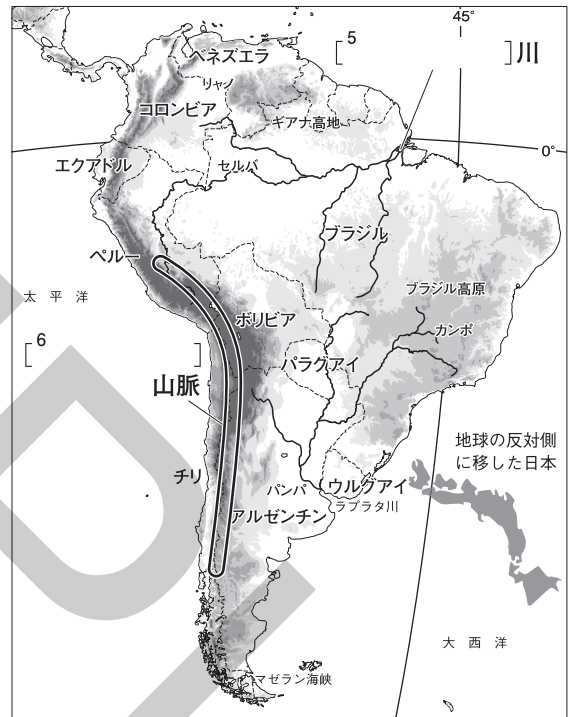 45°
[5　　　]川
ベネズエラ
リャノ
コロンビア
ギアナ高地
エクアドル
セルバ
0°
ペルー
ブラジル
太平洋
ブラジル高原
ボリビア
カンポ
[6　　　]
山脈
パラグアイ
地球の反対側
に移した日本
チリ
パンパ
ウルグアイ
ラプラタ川
アルゼンチン
大西洋
マゼラン海峡